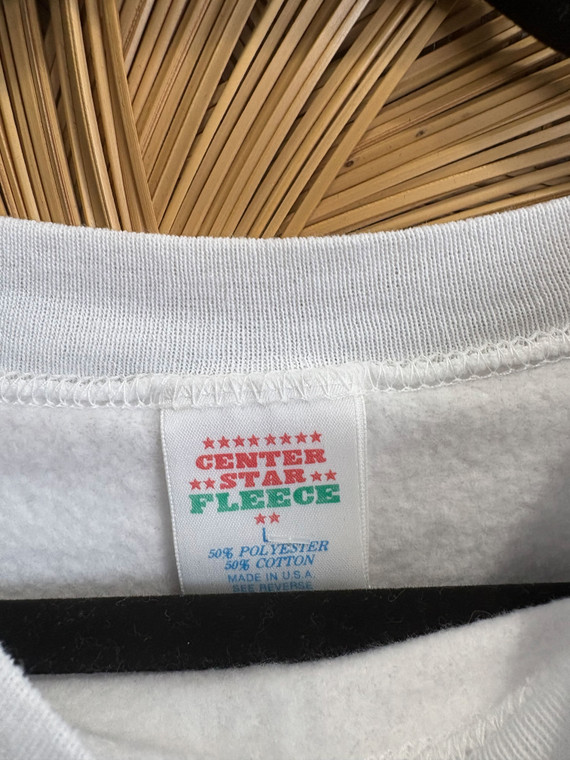 CENTER
STAR
FLEECE
L
50% POLYESTER
50% COTTON
MADE IN U.S.A.
SEE REVERSE